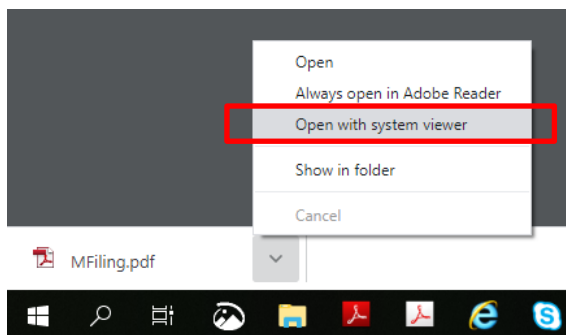 Open
Always open in Adobe Reader
Open with system viewer
Show in folder
Cancel
MFiling.pdf